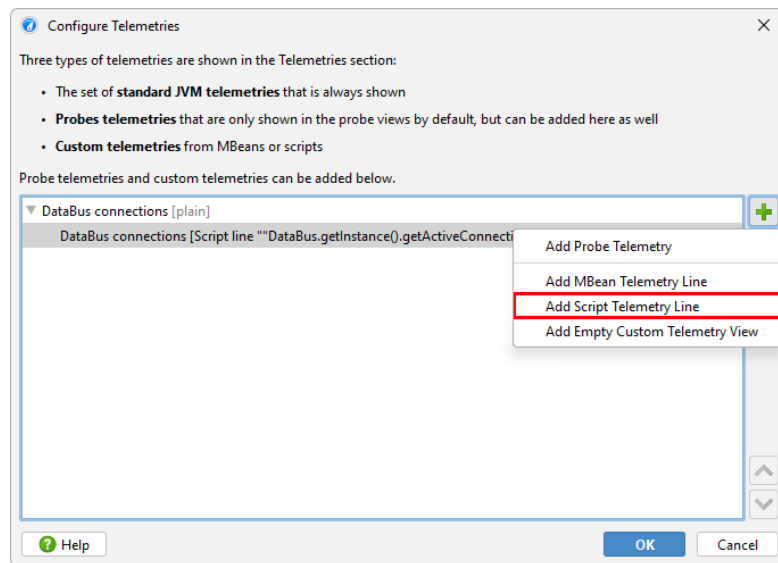 Configure Telemetries
Three types of telemetries are shown in the Telemetries section:
• The set of standard JVM telemetries that is always shown
• Probes telemetries that are only shown in the probe views by default, but can be added here as well
• Custom telemetries from MBeans or scripts
Probe telemetries and custom telemetries can be added below.
DataBus connections [plain]
DataBus connections [Script line ""DataBus.getInstance().getActiveConnecti
Add Probe Telemetry
Add MBean Telemetry Line
Add Script Telemetry Line
Add Empty Custom Telemetry View
Help
OK
Cancel